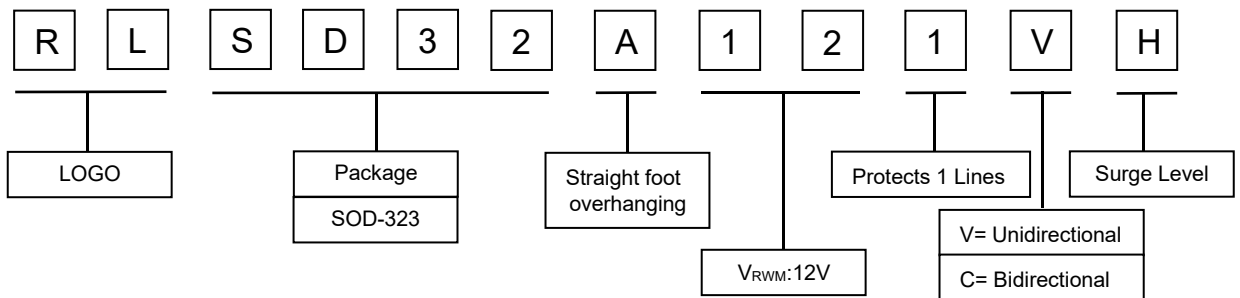 R L S D 3 2 A 1 2 1 V H
LOGO
Package
SOD-323
Straight foot
overhanging
VRWM:12V
Protects 1 Lines
V= Unidirectional
C= Bidirectional
Surge Level